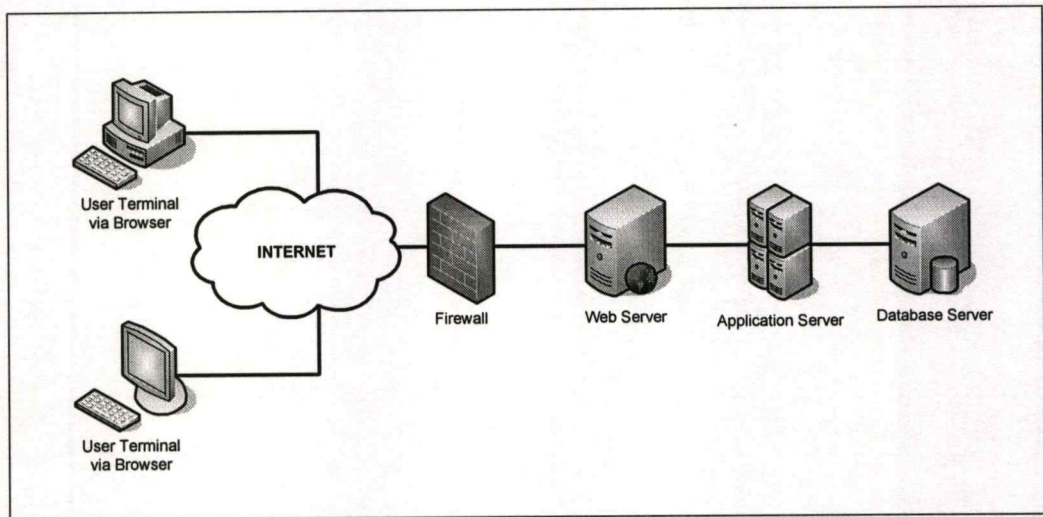 User Terminal
via Browser
INTERNET
Firewall
Web Server
Application Server
Database Server
User Terminal
via Browser